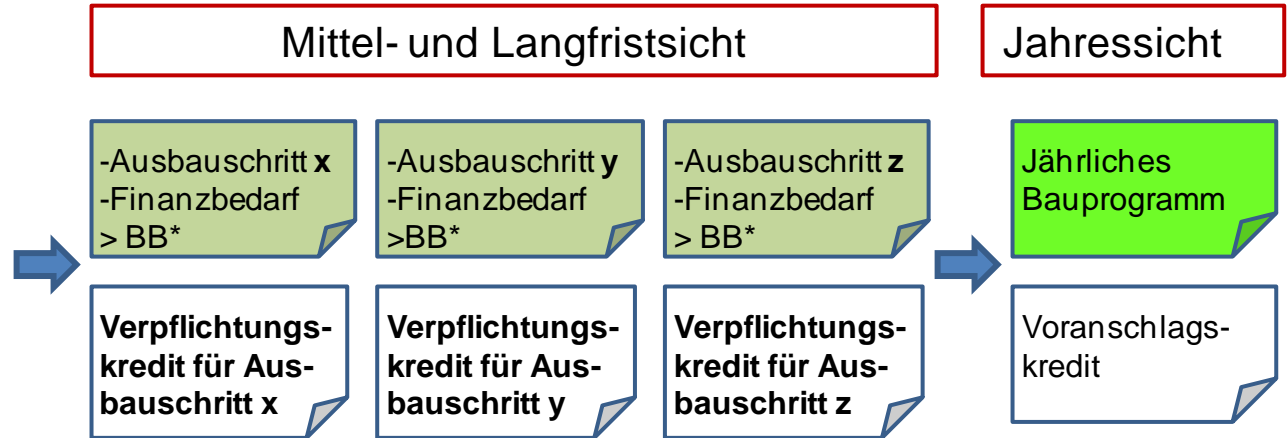 Mittel- und Langfristsicht
Jahressicht
-Ausbauschritt x
-Finanzbedarf
> BB*
-Ausbauschritt y
-Finanzbedarf
>BB*
-Ausbauschritt z
-Finanzbedarf
> BB*
Jährliches
Bauprogramm
Verpflichtungs-
kredit für Aus-
bauschritt x
Verpflichtungs-
kredit für Aus-
bauschritt y
Verpflichtungs-
kredit für Aus-
bauschritt z
Voranschlags-
kredit